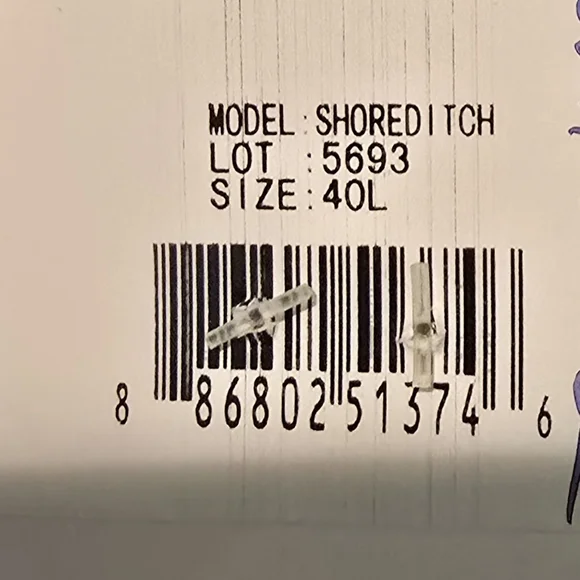 MODEL:SHOREDITCH
LOT :5693
SIZE:40L
8 86802 51374 6